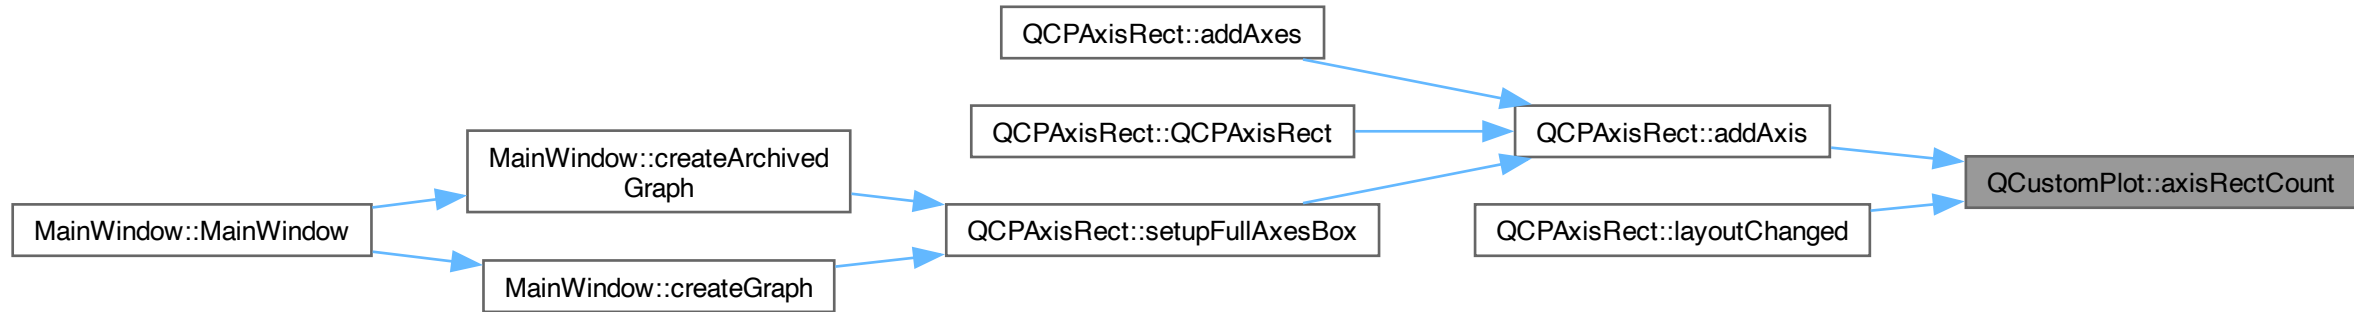 QCPAxisRect::addAxes
QCPAxisRect::QCPAxisRect
QCPAxisRect::addAxis
MainWindow::createArchived
Graph
QCustomPlot::axisRectCount
MainWindow::MainWindow
QCPAxisRect::setupFullAxesBox
QCPAxisRect::layoutChanged
MainWindow::createGraph